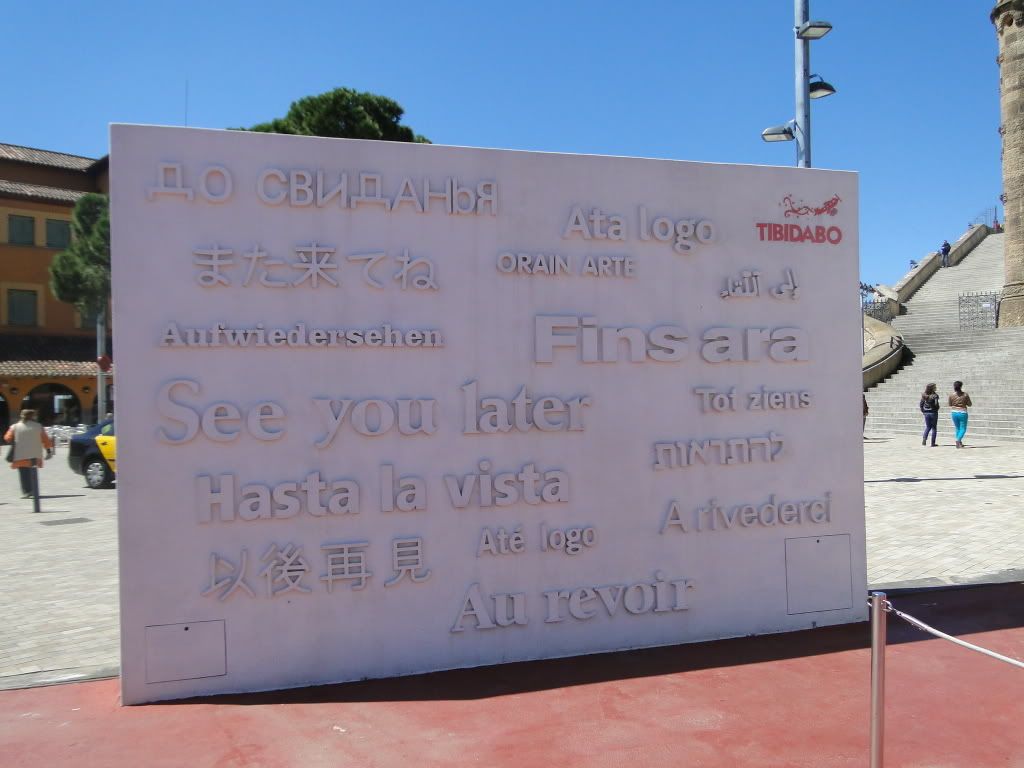 До свиданЬя
Ata logo
TIBIDABO
また来てね
ORAIN ARTE
Aufwiedersehen
Fins ara
See you later
Tot ziens
להתראות
Hasta la vista
A rivederci
Até logo
以後再見
Au revoir